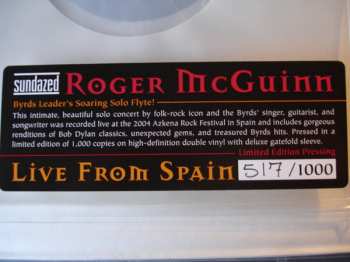 sundazed ROGER MCGUINN
Byrds Leader's Soaring Solo Flyte!
This intimate, beautiful solo concert by folk-rock icon and the Byrds' singer, guitarist, and
songwriter was recorded live at the 2004 Azkena Rock Festival in Spain and includes gorgeous
renditions of Bob Dylan classics, unexpected gems, and treasured Byrds hits. Pressed in a
limited edition of 1,000 copies on high-definition double vinyl with deluxe gatefold sleeve.
Limited Edition Pressing
LIVE FROM SPAIN 517/1000